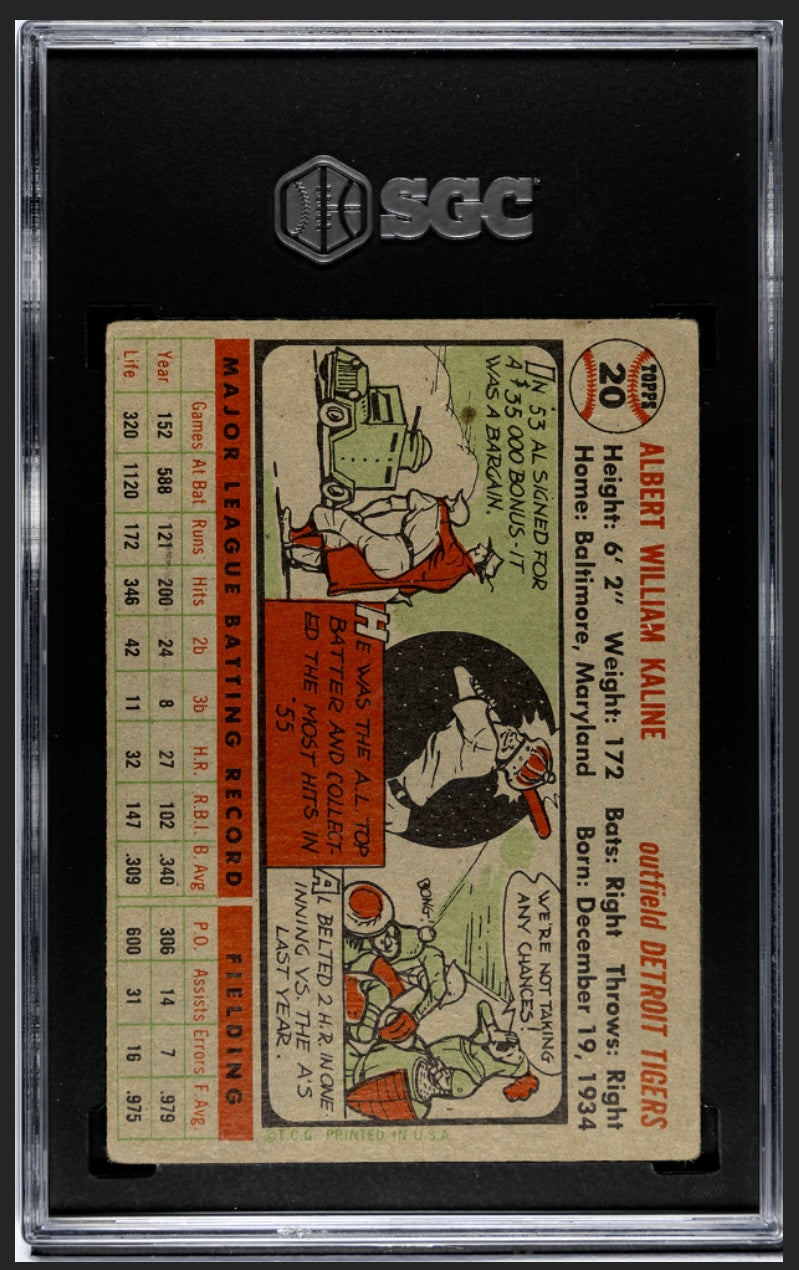 SGC
TOPPS
20
ALBERT WILLIAM KALINE outfield DETROIT TIGERS
Height: 6' 2" Weight: 172 Bats: Right Throws: Right
Home: Baltimore, Maryland Born: December 19, 1934
IN '53 AL SIGNED FOR
A $35 000 BONUS - IT
WAS A BARGAIN.
HE WAS THE A.L. TOP
BATTER AND COLLECT-
ED THE MOST HITS IN
'55
WE'RE NOT TAKING
ANY CHANCES!
BONG!
AL BELTED 2 H.R. IN ONE
INNING VS. THE A'S
LAST YEAR.
MAJOR LEAGUE BATTING RECORD FIELDING
Games At Bat Runs Hits 2b 3b H.R. R.B.I. B. Avg P.O. Assists Errors F. Avg.
Year 152 588 121 200 24 8 27 102 .340 306 14 7 .979
Life 320 1120 172 346 42 11 32 147 .309 600 31 16 .975
©T.C.G. PRINTED IN U.S.A.